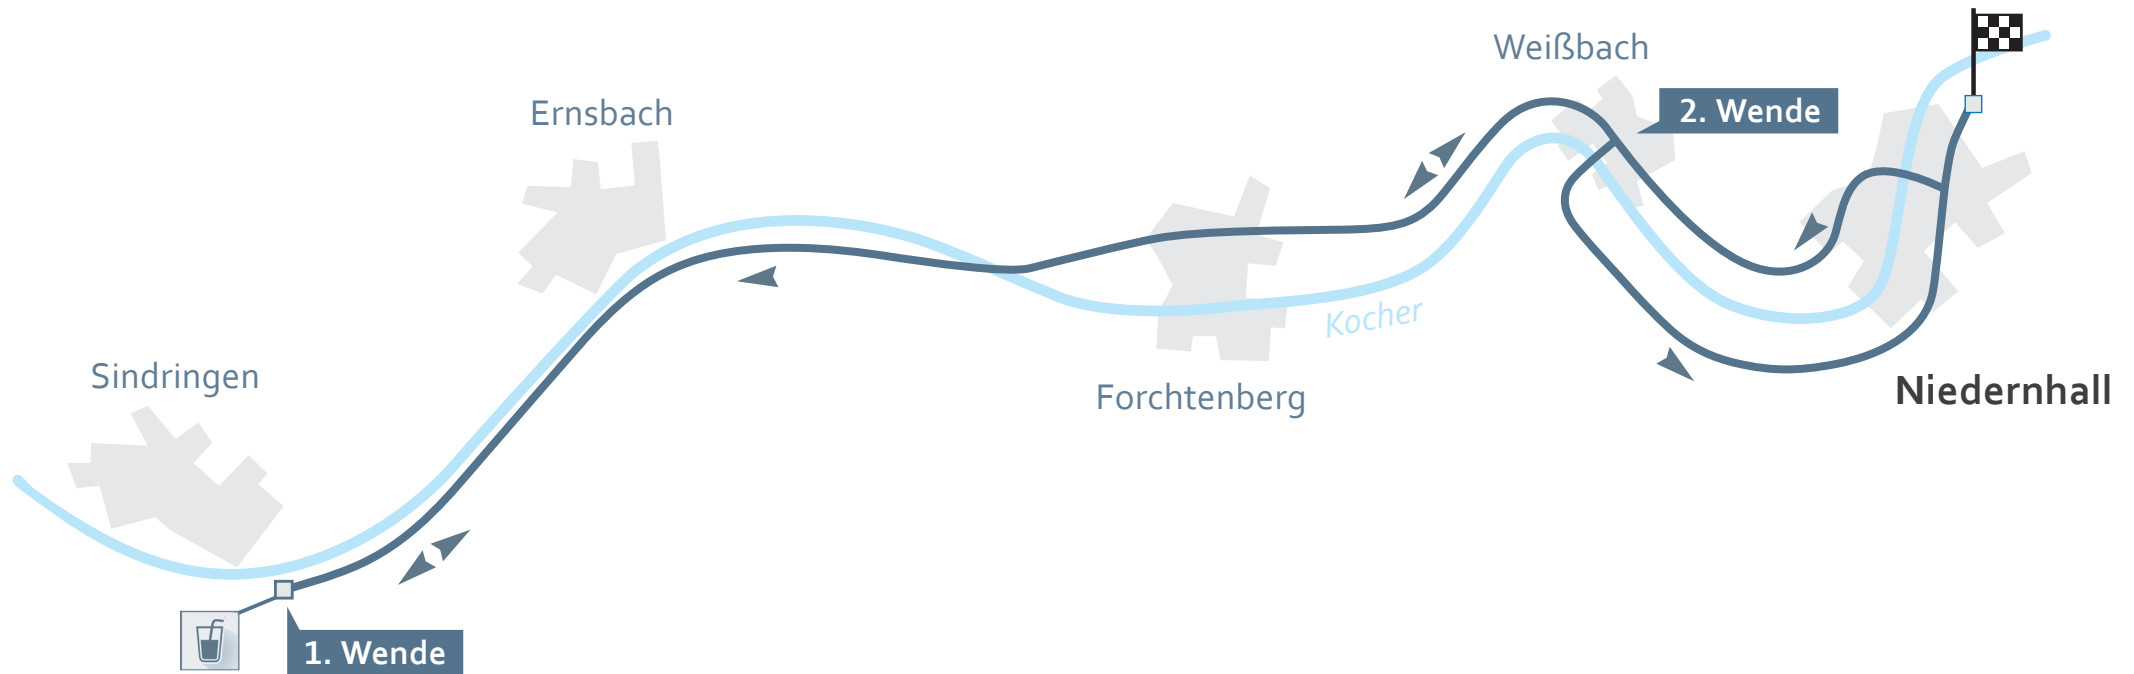 Weißbach
2. Wende
Ernsbach
Kocher
Sindringen
Forchtenberg
Niedernhall
1. Wende